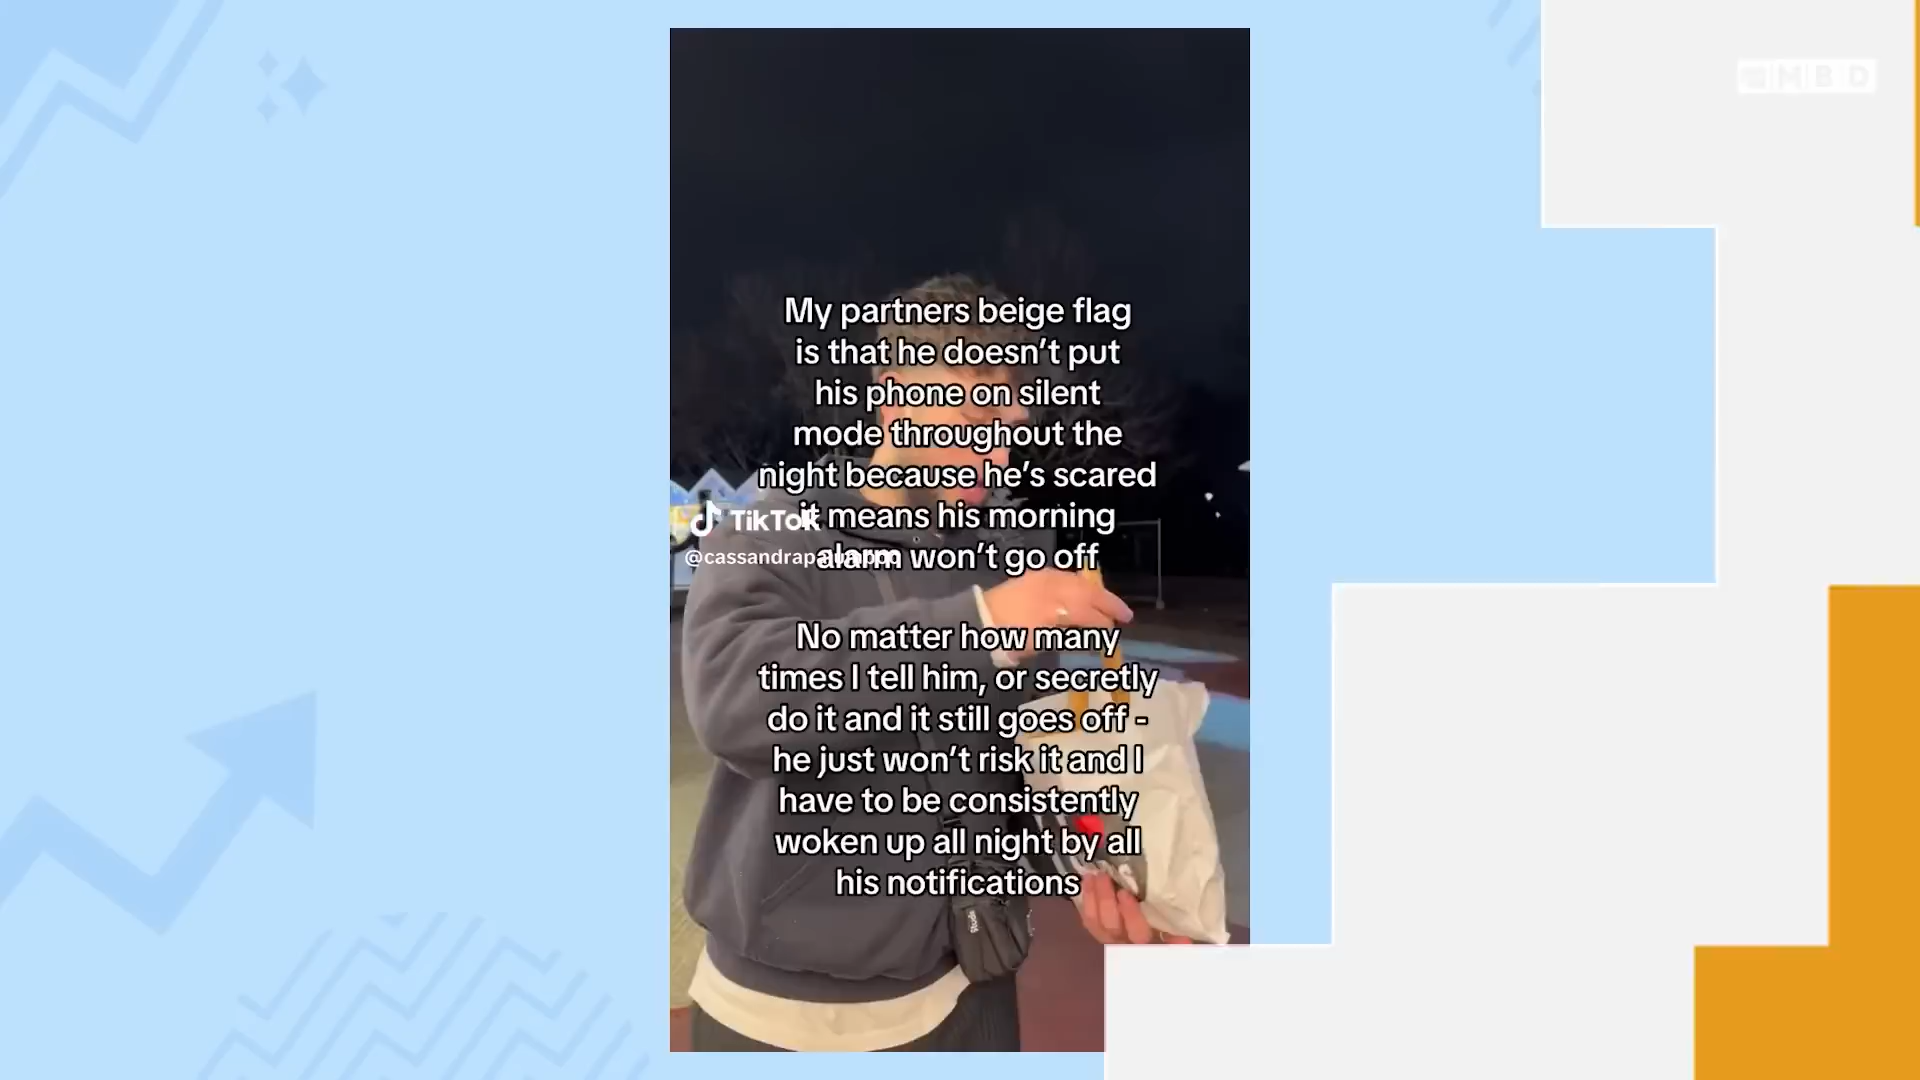 My partners beige flag
is that he doesn't put
his phone on silent
mode throughout the
night because he's scared
it means his morning
alarm won't go off
No matter how many
times I tell him, or secretly
do it and it still goes off -
he just won't risk it and I
have to be consistently
woken up all night by all
his notifications
TikTok
MBD
Studs